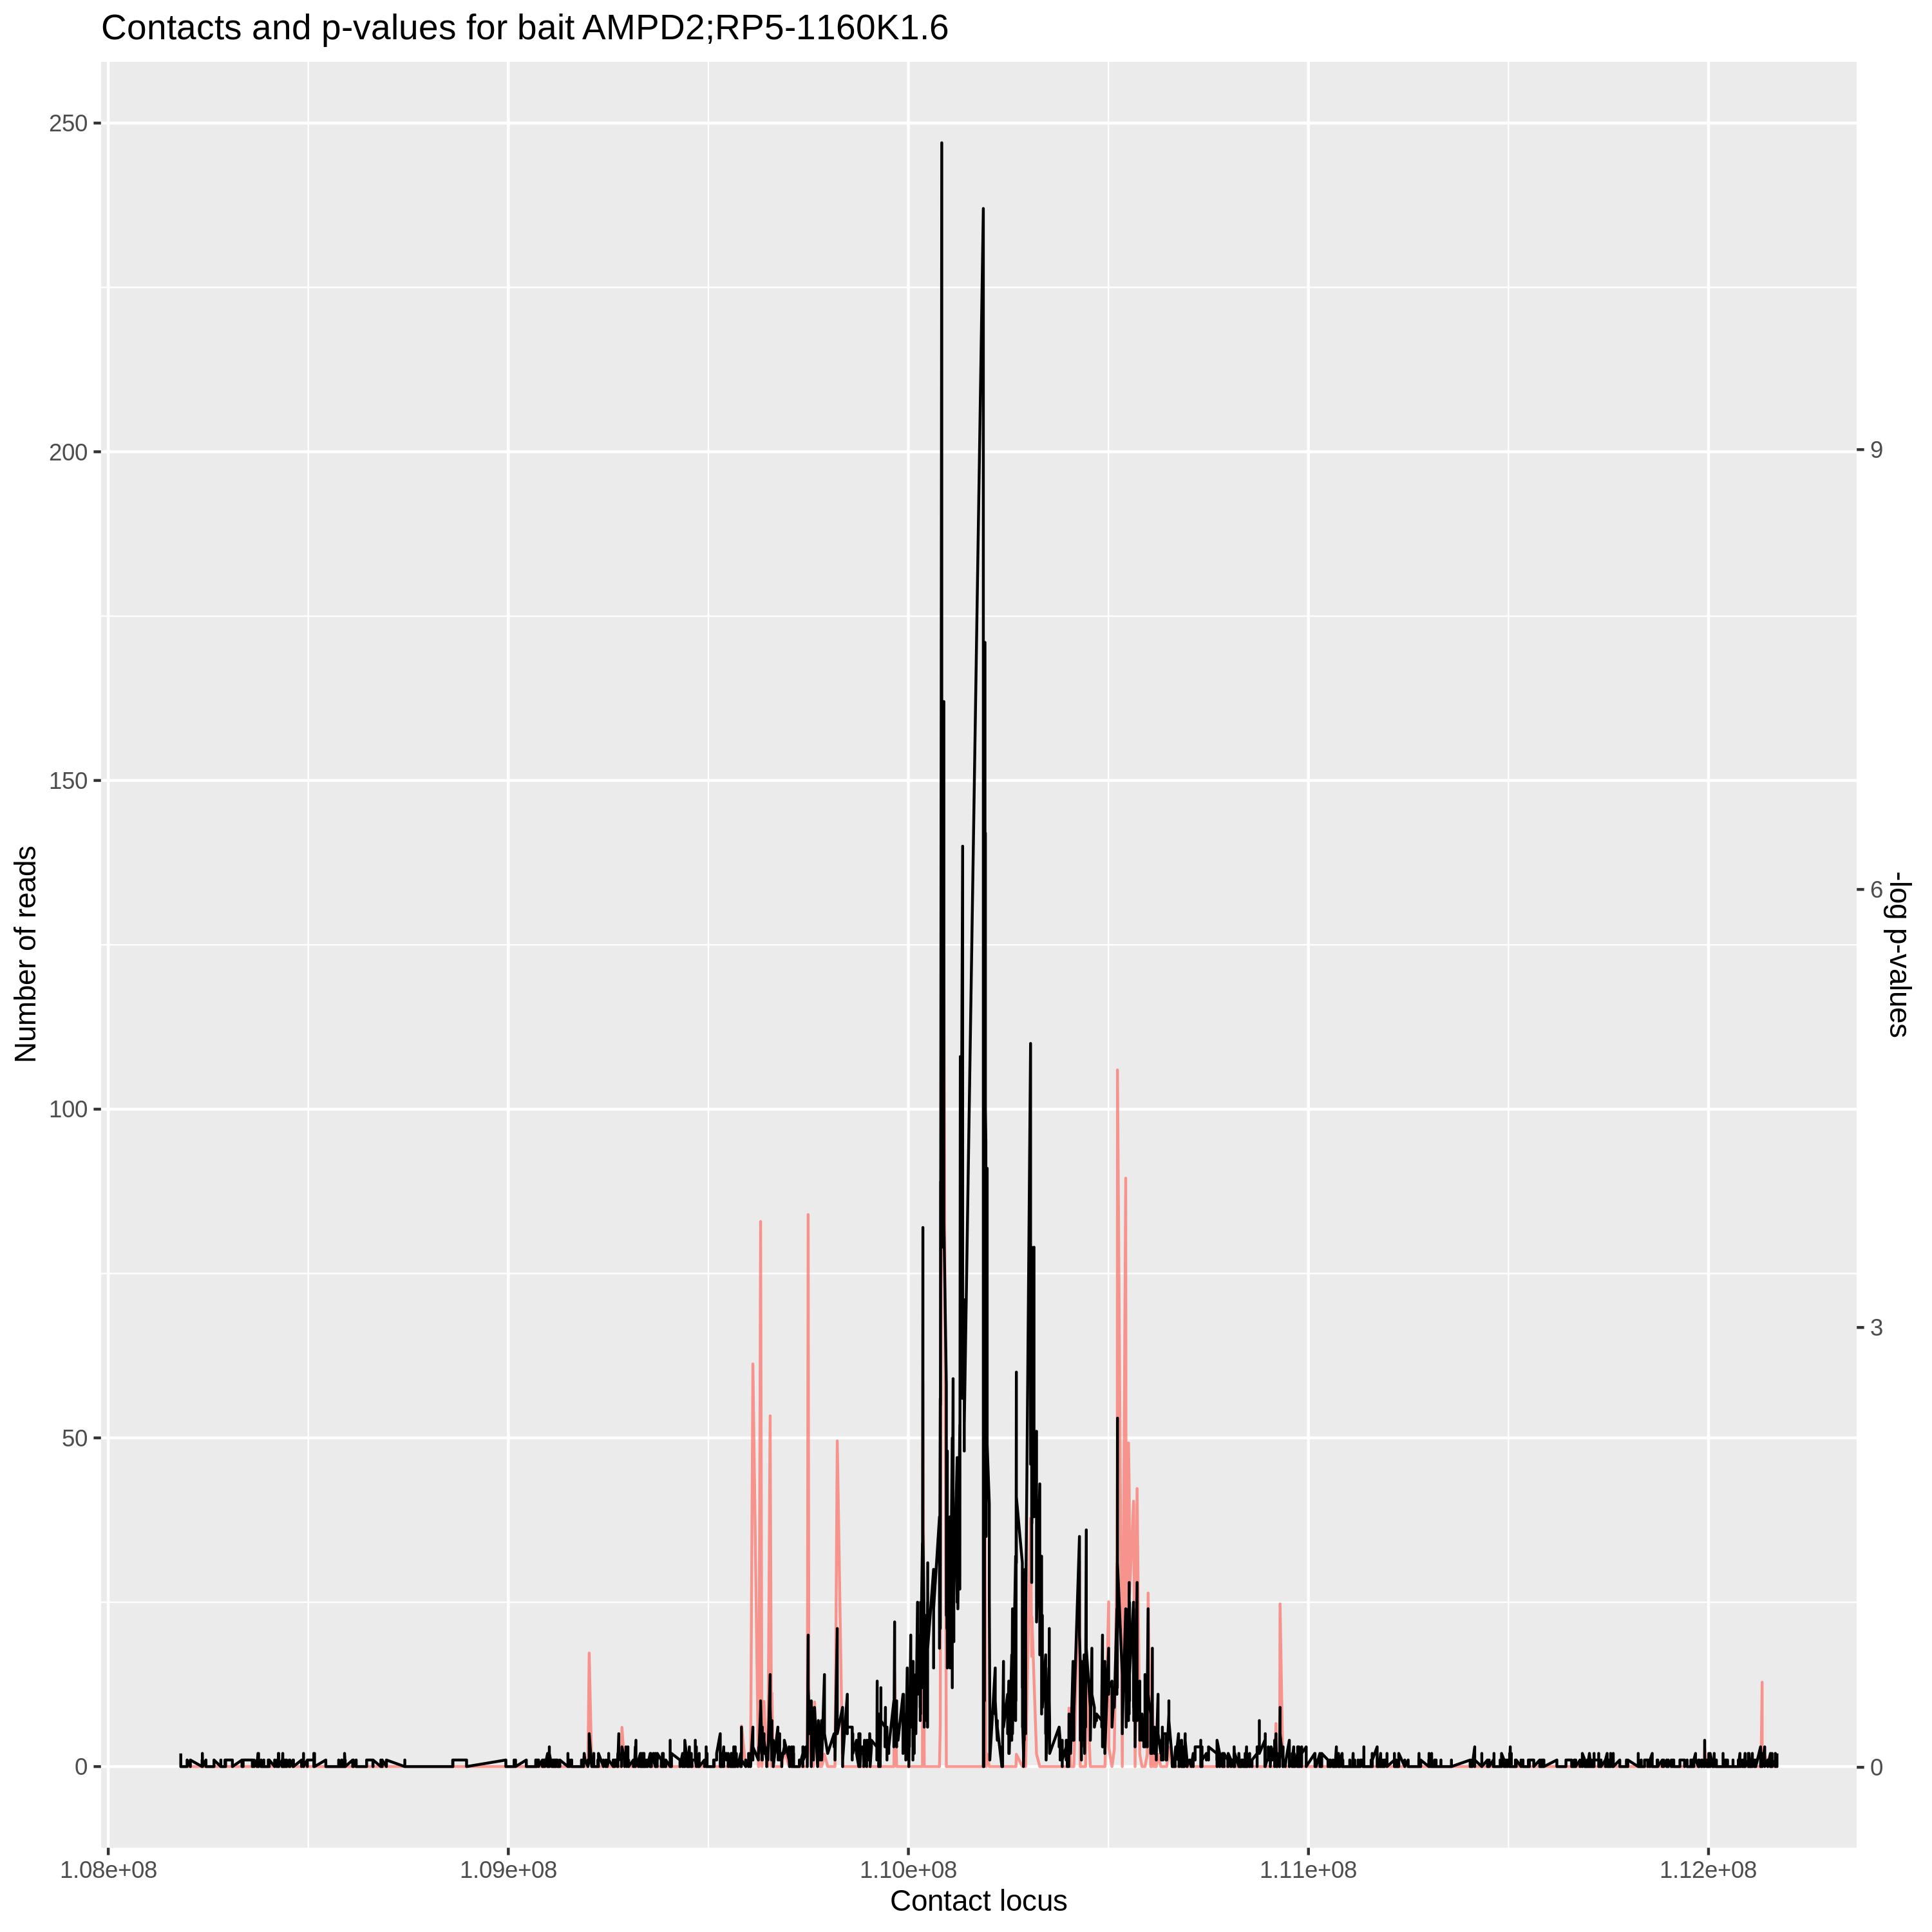 Contacts and p-values for bait AMPD2;RP5-1160K1.6
250
200
150
100
50
0
Number of reads
9
6
3
0
-log p-values
1.08e+08
1.09e+08
1.10e+08
1.11e+08
1.12e+08
Contact locus